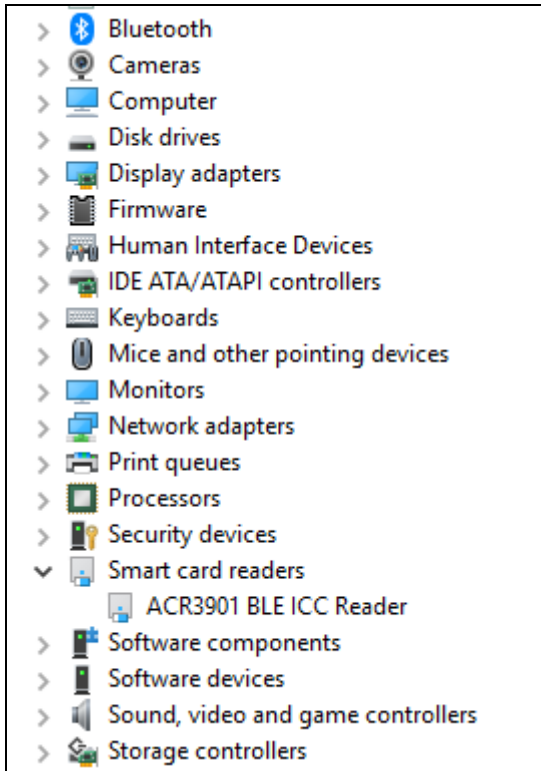 Bluetooth
Cameras
Computer
Disk drives
Display adapters
Firmware
Human Interface Devices
IDE ATA/ATAPI controllers
Keyboards
Mice and other pointing devices
Monitors
Network adapters
Print queues
Processors
Security devices
Smart card readers
ACR3901 BLE ICC Reader
Software components
Software devices
Sound, video and game controllers
Storage controllers